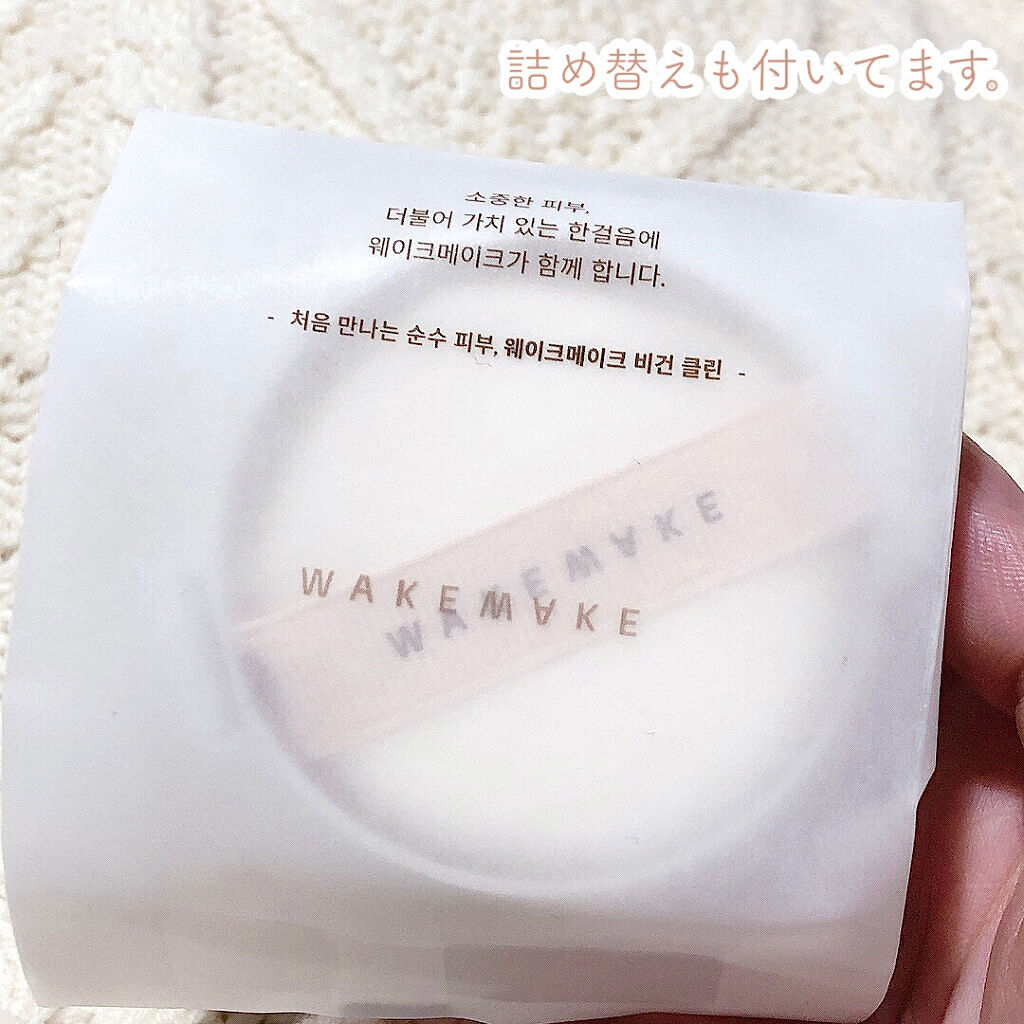 詰め替えも付いてます。
소중한 피부,
더불어 가치 있는 한걸음에
웨이크메이크가 함께 합니다.
- 처음 만나는 순수 피부, 웨이크메이크 비건 클린 -
WAKEMAKE
WAKEMAKE